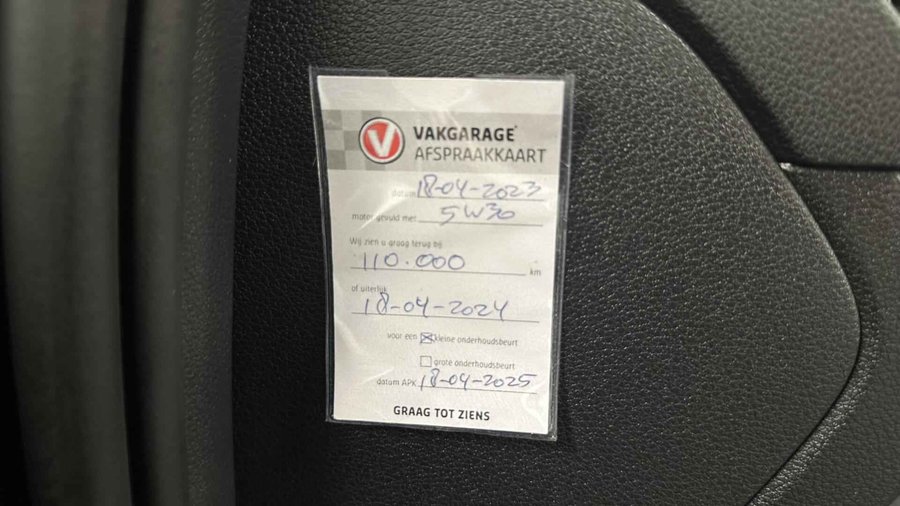 V VAKGARAGE
AFSPRAAKKAART
datum 18-04-2023
motor gevuld met 5W30
Wij zien u graag terug bij
110.000 km
of uiterlijk
18-04-2024
voor een ☒ kleine onderhoudsbeurt
☐ grote onderhoudsbeurt
datum APK 18-04-2025
GRAAG TOT ZIENS